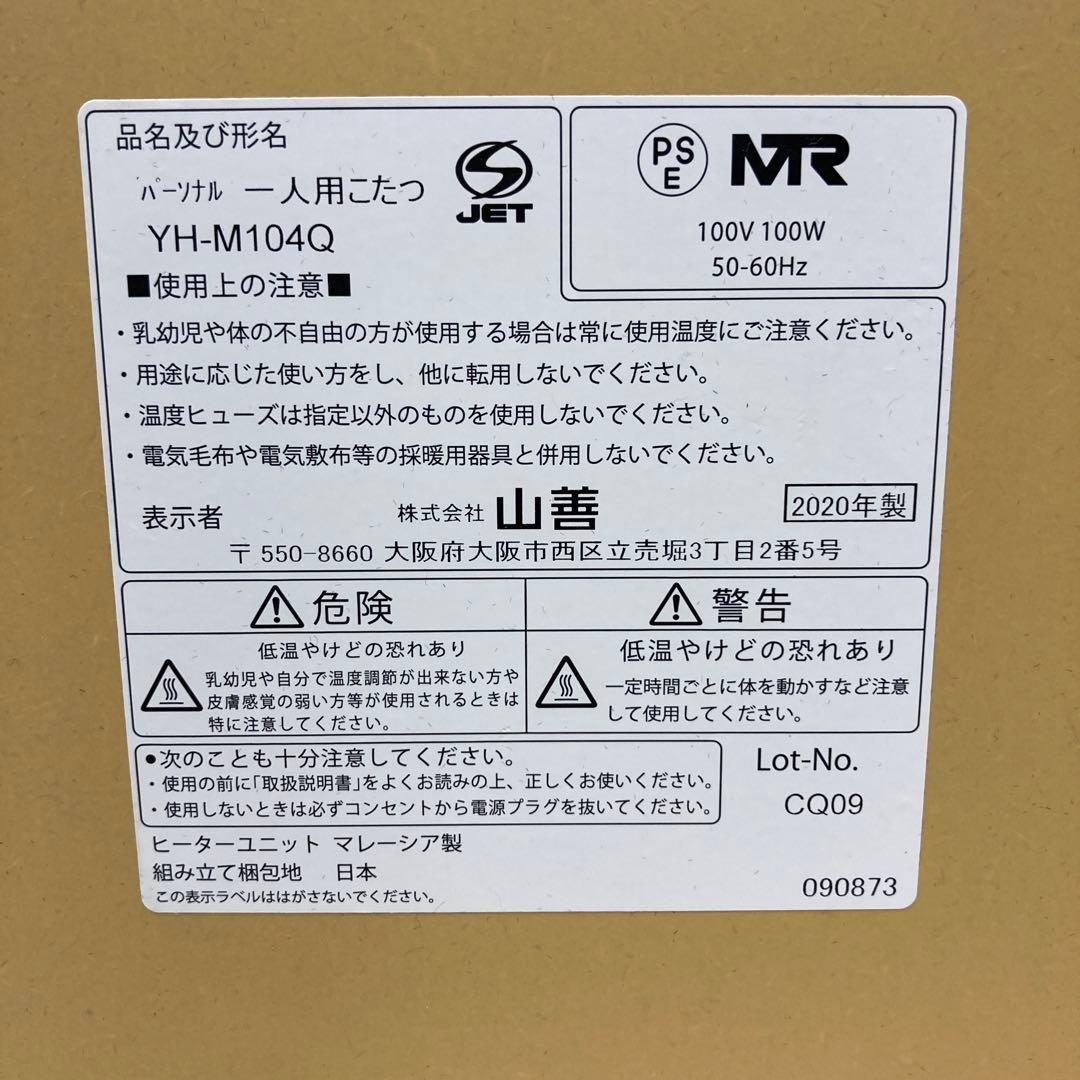 品名及び形名
パーソナル 一人用こたつ
YH-M104Q
JET
PSE
MTR
100V 100W
50-60Hz
■使用上の注意■
・乳幼児や体の不自由の方が使用する場合は常に使用温度にご注意ください。
・用途に応じた使い方をし、他に転用しないでください。
・温度ヒューズは指定以外のものを使用しないでください。
・電気毛布や電気敷布等の採暖用器具と併用しないでください。
表示者 株式会社 山善 2020年製
〒550-8660 大阪府大阪市西区立売堀3丁目2番5号
危険
低温やけどの恐れあり
乳幼児や自分で温度調節が出来ない方や
皮膚感覚の弱い方等が使用されるときは
特に注意してください。
警告
低温やけどの恐れあり
一定時間ごとに体を動かすなど注意
して使用してください。
●次のことも十分注意してください。
・使用の前に「取扱説明書」をよくお読みの上、正しくお使いください。
・使用しないときは必ずコンセントから電源プラグを抜いてください。
Lot-No.
CQ09
ヒーターユニット マレーシア製
組み立て梱包地 日本
この表示ラベルははがさないでください。
090873